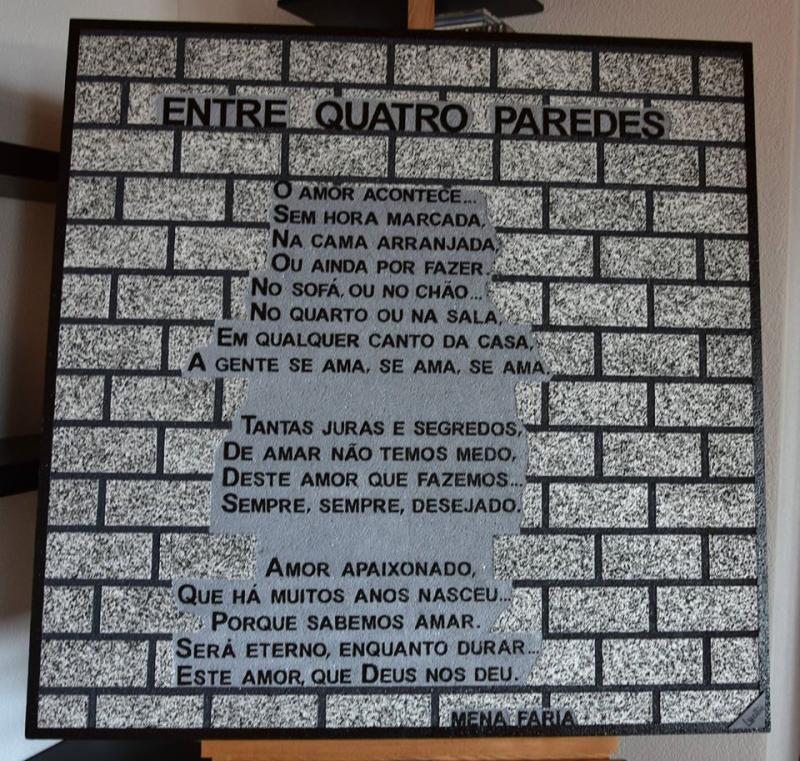 ENTRE QUATRO PAREDES
O AMOR ACONTECE...
SEM HORA MARCADA,
NA CAMA ARRANJADA,
OU AINDA POR FAZER.
NO SOFÁ, OU NO CHÃO...
NO QUARTO OU NA SALA,
EM QUALQUER CANTO DA CASA,
A GENTE SE AMA, SE AMA, SE AMA.
TANTAS JURAS E SEGREDOS,
DE AMAR NÃO TEMOS MEDO,
DESTE AMOR QUE FAZEMOS...
SEMPRE, SEMPRE, DESEJADO.
AMOR APAIXONADO,
QUE HÁ MUITOS ANOS NASCEU...
PORQUE SABEMOS AMAR.
SERÁ ETERNO, ENQUANTO DURAR...
ESTE AMOR, QUE DEUS NOS DEU.
MENA FARIA